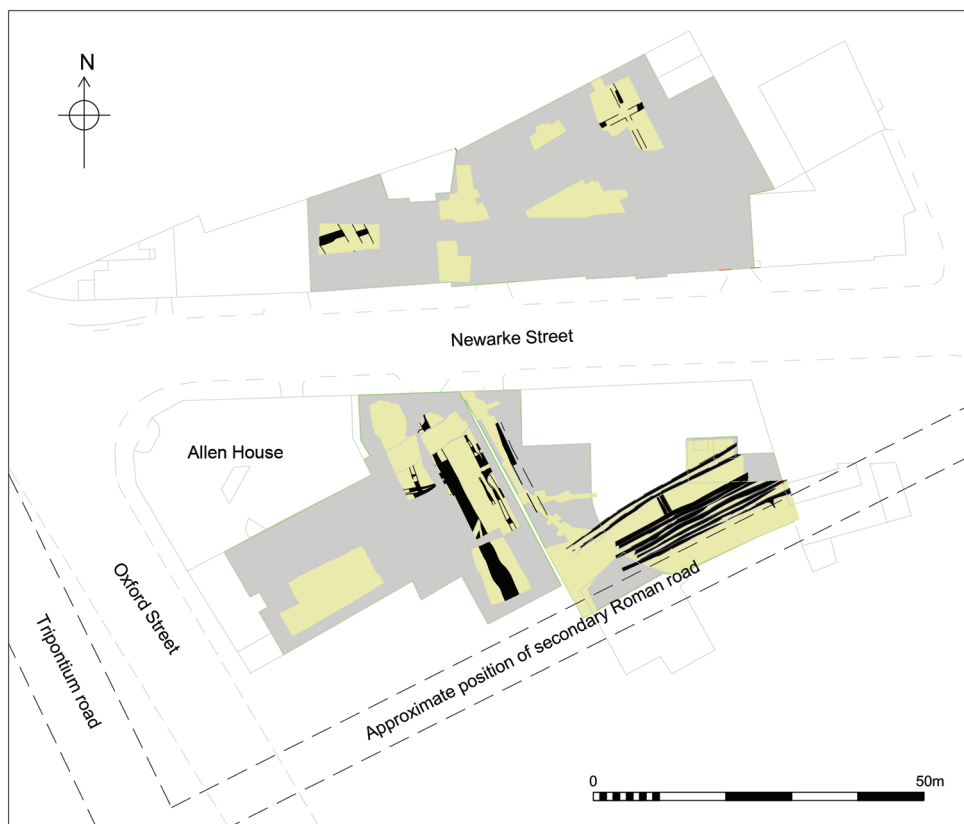 N
Newarke Street
Allen House
Oxford Street
Tripontium road
Approximate position of secondary Roman road
0
50m